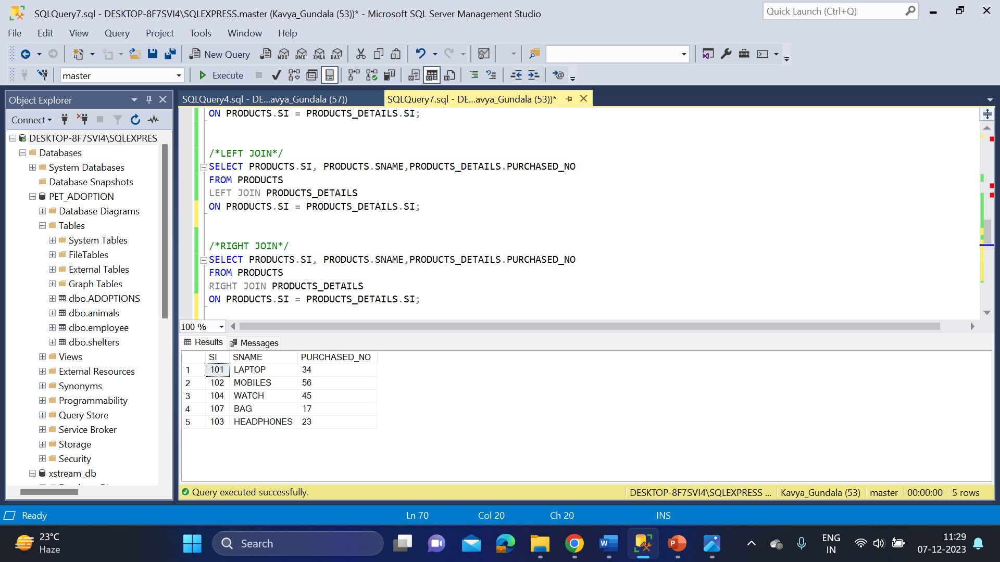 SQLQuery7.sql - DESKTOP-8F7SVI4\SQLEXPRESS.master (Kavya_Gundala (53))* - Microsoft SQL Server Management Studio
Quick Launch (Ctrl+Q)
File Edit View Query Project Tools Window Help
New Query MDX DMX XMLA DAX
master Execute
Object Explorer
SQLQuery4.sql - DE...avya_Gundala (57))
SQLQuery7.sql - DE...avya_Gundala (53))*
Connect
DESKTOP-8F7SVI4\SQLEXPRES
Databases
System Databases
Database Snapshots
PET_ADOPTION
Database Diagrams
Tables
System Tables
FileTables
External Tables
Graph Tables
dbo.ADOPTIONS
dbo.animals
dbo.employee
dbo.shelters
Views
External Resources
Synonyms
Programmability
Query Store
Service Broker
Storage
Security
xstream_db
ON PRODUCTS.SI = PRODUCTS_DETAILS.SI;
/*LEFT JOIN*/
SELECT PRODUCTS.SI, PRODUCTS.SNAME,PRODUCTS_DETAILS.PURCHASED_NO
FROM PRODUCTS
LEFT JOIN PRODUCTS_DETAILS
ON PRODUCTS.SI = PRODUCTS_DETAILS.SI;
/*RIGHT JOIN*/
SELECT PRODUCTS.SI, PRODUCTS.SNAME,PRODUCTS_DETAILS.PURCHASED_NO
FROM PRODUCTS
RIGHT JOIN PRODUCTS_DETAILS
ON PRODUCTS.SI = PRODUCTS_DETAILS.SI;
100 %
Results Messages
SI SNAME PURCHASED_NO
1 101 LAPTOP 34
2 102 MOBILES 56
3 104 WATCH 45
4 107 BAG 17
5 103 HEADPHONES 23
Query executed successfully.
DESKTOP-8F7SVI4\SQLEXPRESS ... Kavya_Gundala (53) master 00:00:00 5 rows
Ready Ln 70 Col 20 Ch 20 INS
23°C
Haze
Search
ENG
IN
11:29
07-12-2023